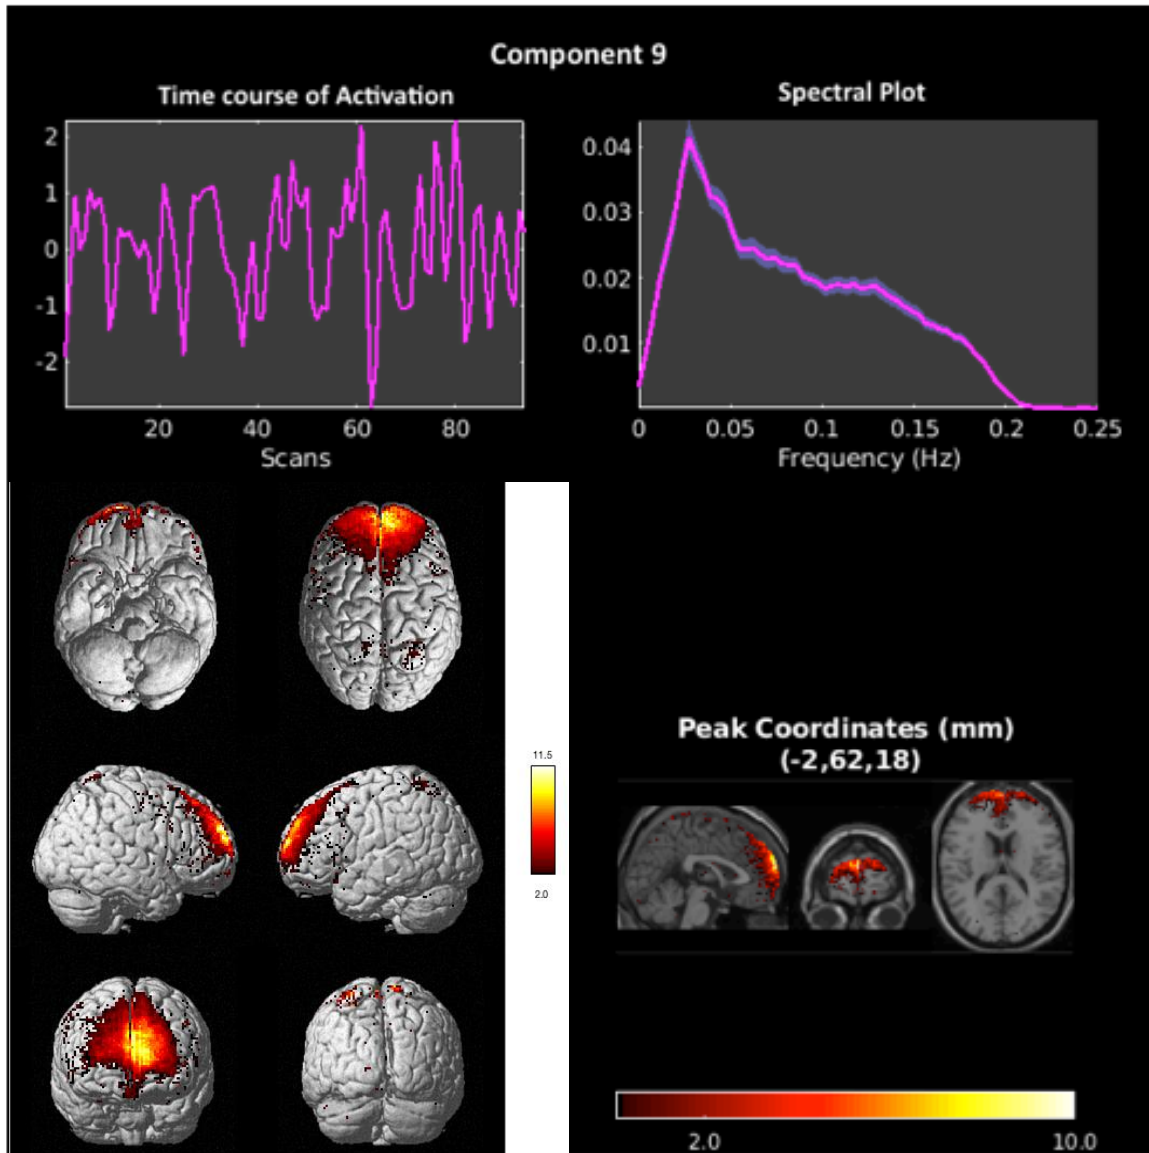 Component 9
Time course of Activation
Spectral Plot
2
1
0
-1
-2
20 40 60 80
Scans
0.04
0.03
0.02
0.01
0 0.05 0.1 0.15 0.2 0.25
Frequency (Hz)
11.5
2.0
Peak Coordinates (mm)
(-2,62,18)
2.0 10.0